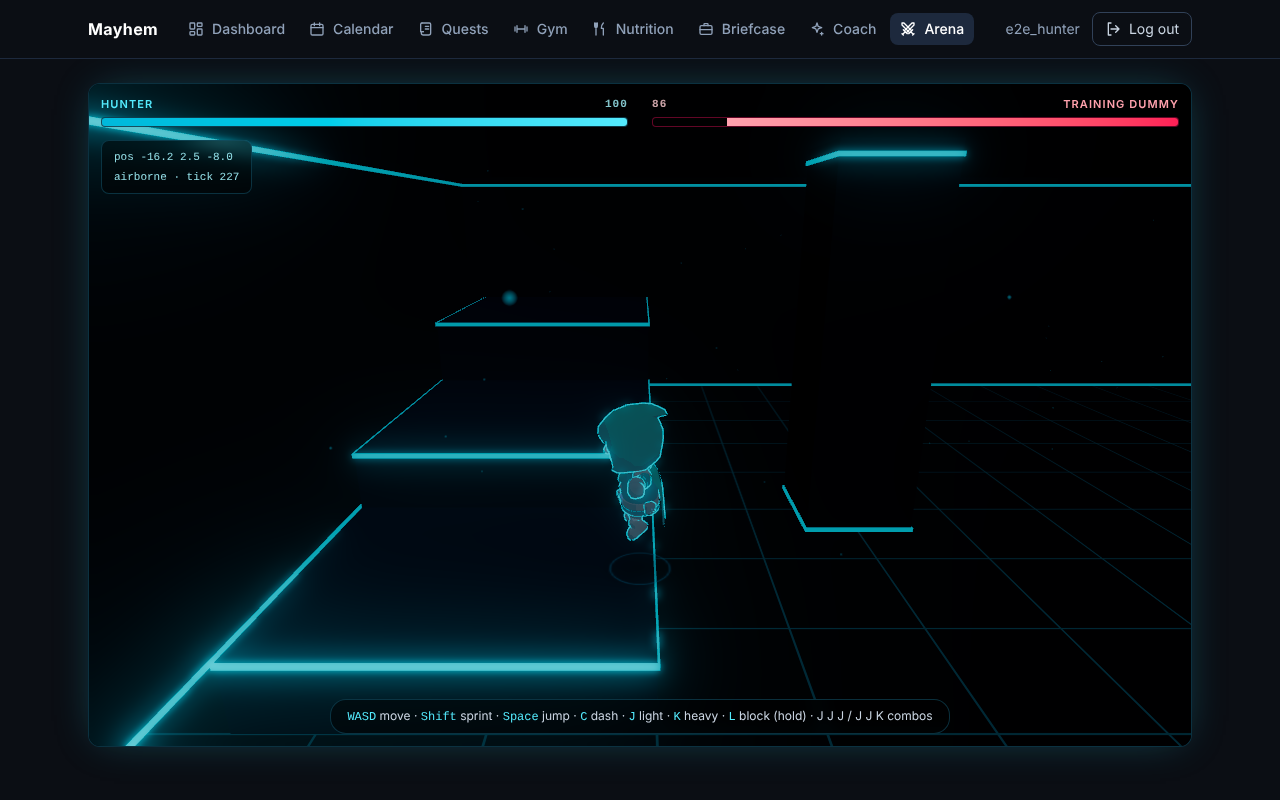 Mayhem Dashboard Calendar Quests Gym Nutrition Briefcase Coach Arena e2e_hunter Log out
HUNTER 100 86 TRAINING DUMMY
pos -16.2 2.5 -8.0
airborne · tick 227
WASD move · Shift sprint · Space jump · C dash · J light · K heavy · L block (hold) · J J J / J J K combos